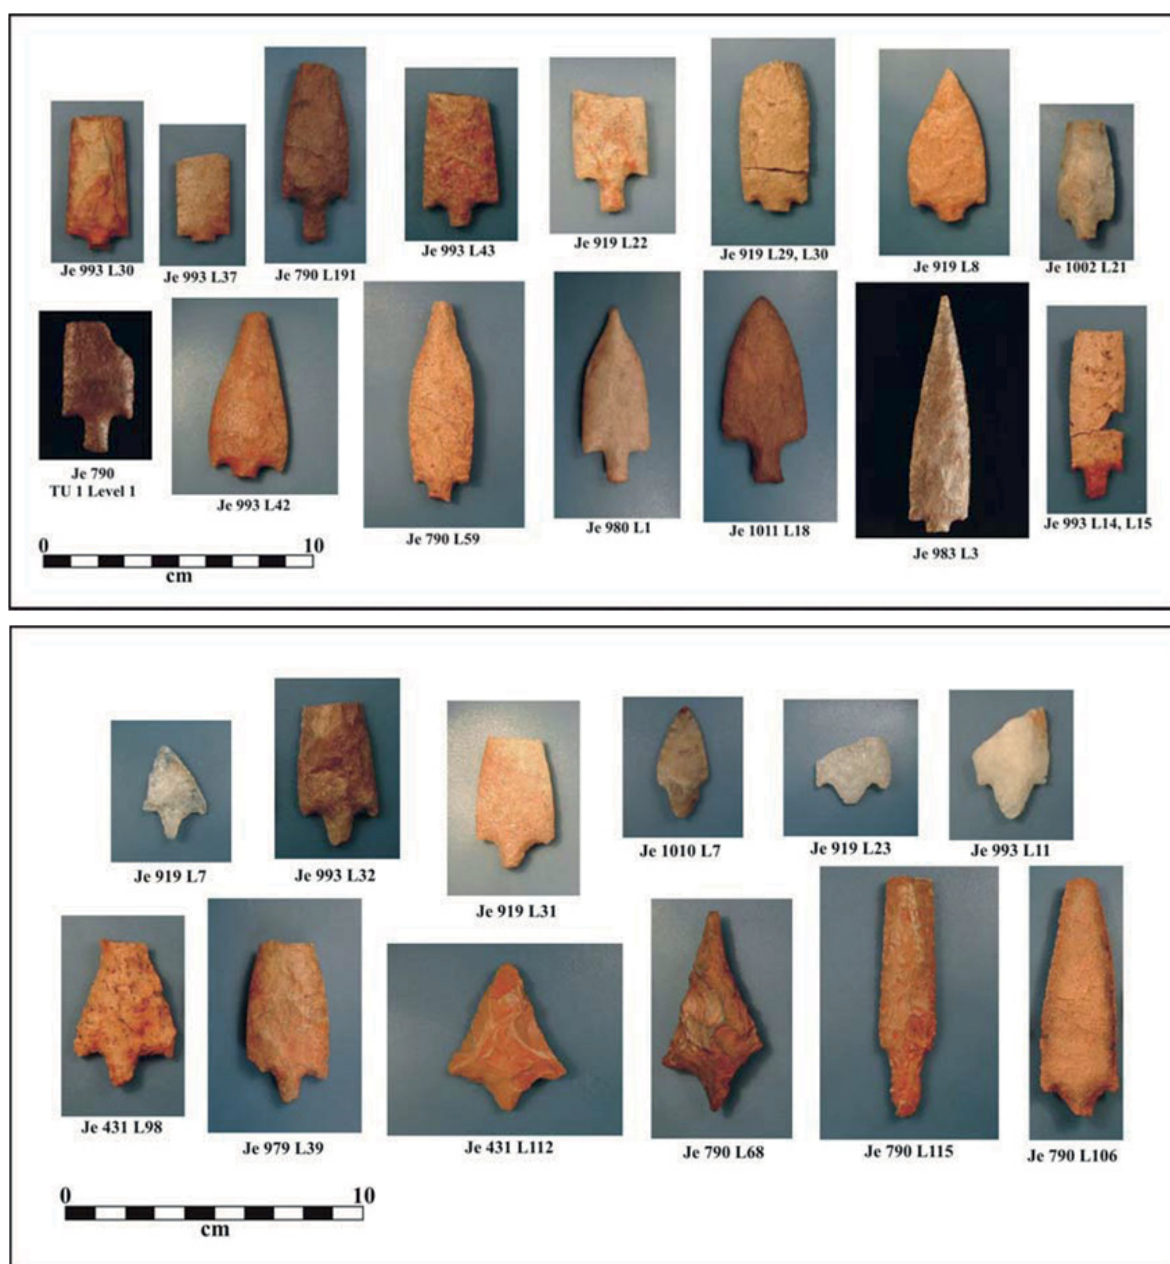 Je 993 L30
Je 993 L37
Je 790 L191
Je 993 L43
Je 919 L22
Je 919 L29, L30
Je 919 L8
Je 1002 L21
Je 790
TU 1 Level 1
Je 993 L42
Je 790 L59
Je 980 L1
Je 1011 L18
Je 983 L3
Je 993 L14, L15
0 10
cm
Je 919 L7
Je 993 L32
Je 919 L31
Je 1010 L7
Je 919 L23
Je 993 L11
Je 431 L98
Je 979 L39
Je 431 L112
Je 790 L68
Je 790 L115
Je 790 L106
0 10
cm